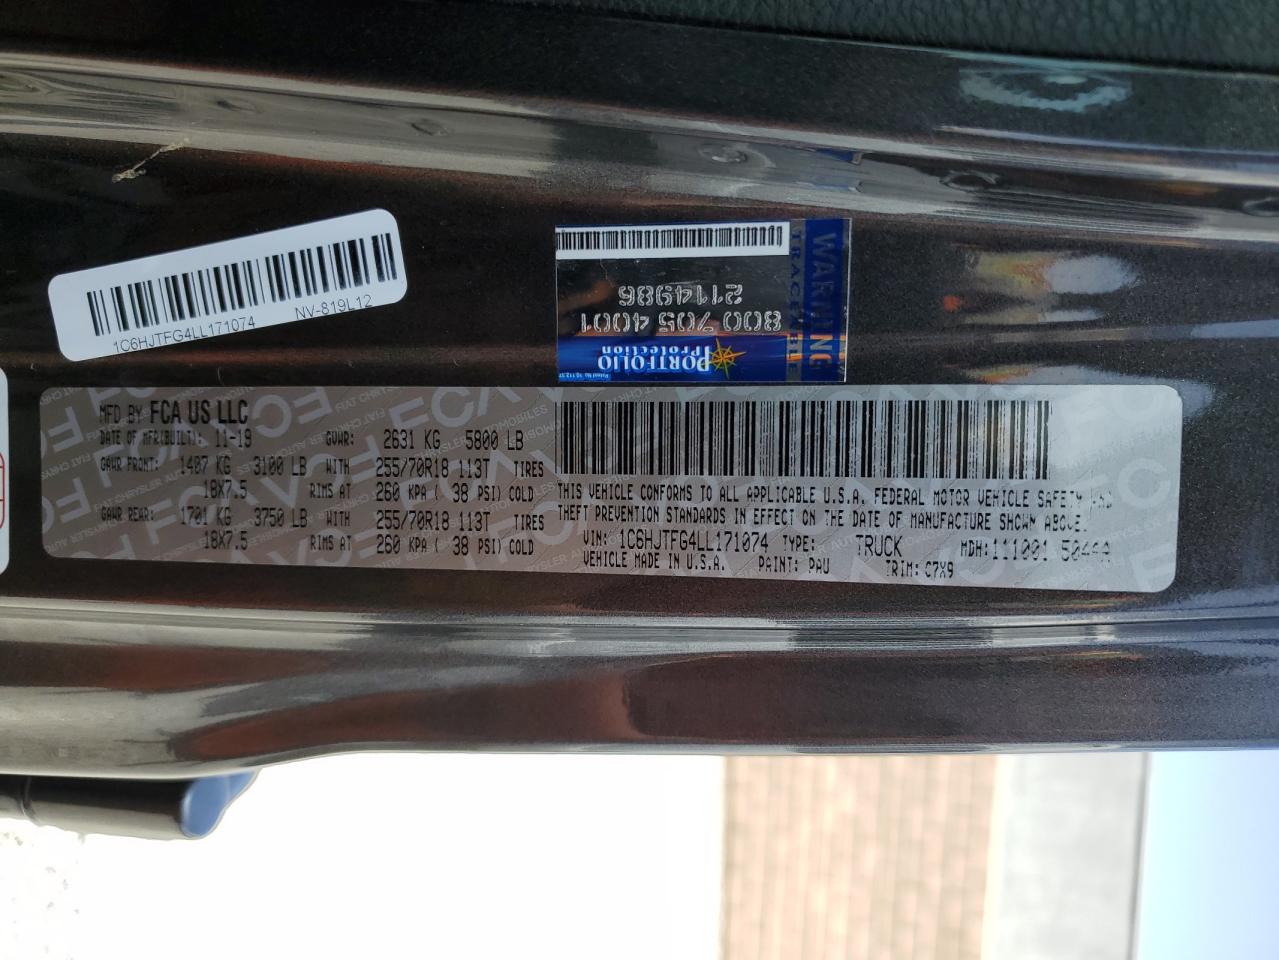 1C6HJTFG4LL171074 NV-819L12
WARNING
TRACEABLE
2114986
800 705 4001
PORTFOLIO
Protection
MFD BY FCA US LLC
DATE OF MFR(BUILT): 11-19 GVWR: 2631 KG 5800 LB
GAWR FRONT: 1407 KG 3100 LB WITH 255/70R18 113T TIRES
18X7.5 RIMS AT 260 KPA ( 38 PSI) COLD
GAWR REAR: 1701 KG 3750 LB WITH 255/70R18 113T TIRES
18X7.5 RIMS AT 260 KPA ( 38 PSI) COLD
THIS VEHICLE CONFORMS TO ALL APPLICABLE U.S.A. FEDERAL MOTOR VEHICLE SAFETY AND
THEFT PREVENTION STANDARDS IN EFFECT ON THE DATE OF MANUFACTURE SHOWN ABOVE.
VIN: 1C6HJTFG4LL171074 TYPE: TRUCK MDH: 111001
VEHICLE MADE IN U.S.A. PAINT: PAU TRIM: C7X9